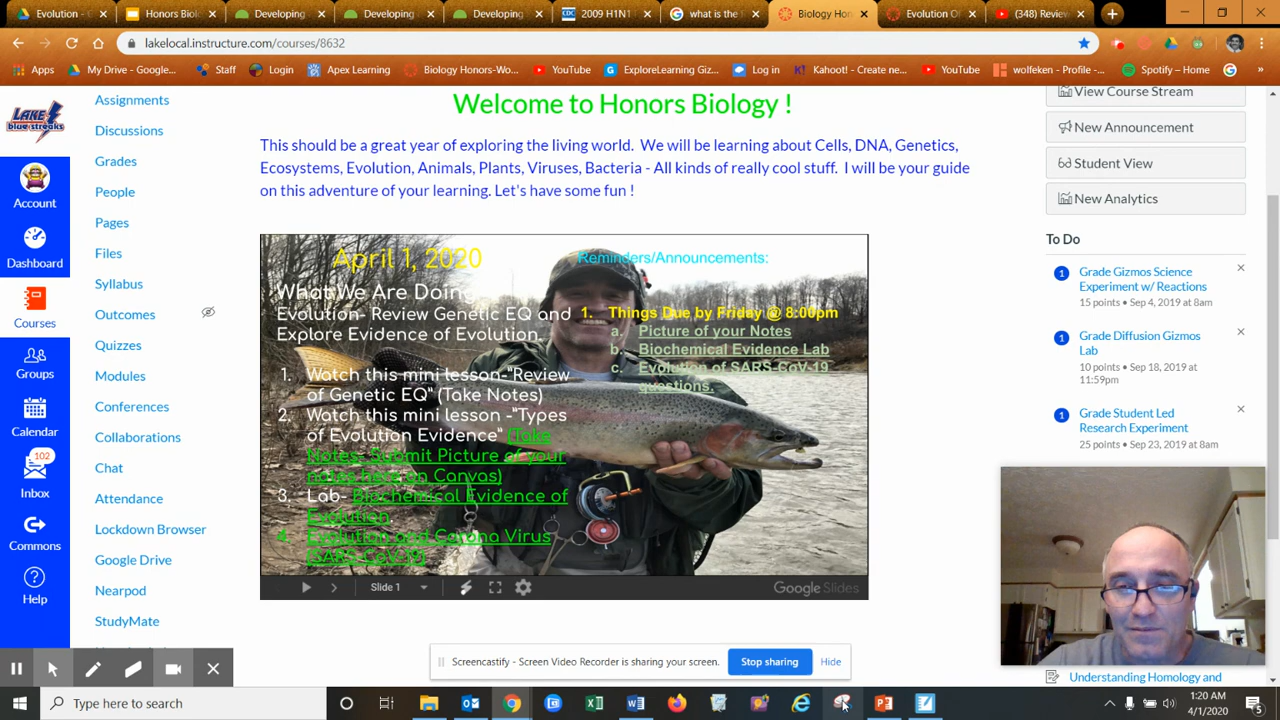 Evolution - G
Honors Biol
Developing
Developing
Developing
CDC
2009 H1N1
what is the
Biology Hon
Evolution O
(348) Review
lakelocal.instructure.com/courses/8632
Apps
My Drive - Google...
Staff
Login
Apex Learning
Biology Honors-Wo...
YouTube
ExploreLearning Giz...
Log in
Kahoot! - Create ne...
YouTube
wolfeken - Profile -...
Spotify – Home
LAKE
blue streaks
Account
Dashboard
Courses
Groups
Calendar
102
Inbox
Commons
Help
Assignments
Discussions
Grades
People
Pages
Files
Syllabus
Outcomes
Quizzes
Modules
Conferences
Collaborations
Chat
Attendance
Lockdown Browser
Google Drive
Nearpod
StudyMate
Welcome to Honors Biology !
This should be a great year of exploring the living world. We will be learning about Cells, DNA, Genetics,
Ecosystems, Evolution, Animals, Plants, Viruses, Bacteria - All kinds of really cool stuff. I will be your guide
on this adventure of your learning. Let's have some fun !
April 1, 2020
What We Are Doin
Evolution- Review Genetic EQ and
Explore Evidence of Evolution.
1. Watch this mini lesson-"Review
of Genetic EQ" (Take Notes)
2. Watch this mini lesson -"Types
of Evolution Evidence" (Take
Notes- Submit Picture of your
notes here on Canvas)
3. Lab- Biochemical Evidence of
Evolution.
4. Evolution and Corona Virus
(SARS-CoV-19)
Reminders/Announcements:
1. Things Due by Friday @ 8:00pm
a. Picture of your Notes
b. Biochemical Evidence Lab
c. Evolution of SARS-CoV-19
questions.
Slide 1
Google Slides
View Course Stream
New Announcement
Student View
New Analytics
To Do
1
Grade Gizmos Science
Experiment w/ Reactions
15 points • Sep 4, 2019 at 8am
1
Grade Diffusion Gizmos
Lab
10 points • Sep 18, 2019 at
11:59pm
1
Grade Student Led
Research Experiment
25 points • Sep 23, 2019 at 8am
Understanding Homology and
Screencastify - Screen Video Recorder is sharing your screen.
Stop sharing
Hide
Type here to search
1:20 AM
4/1/2020
5